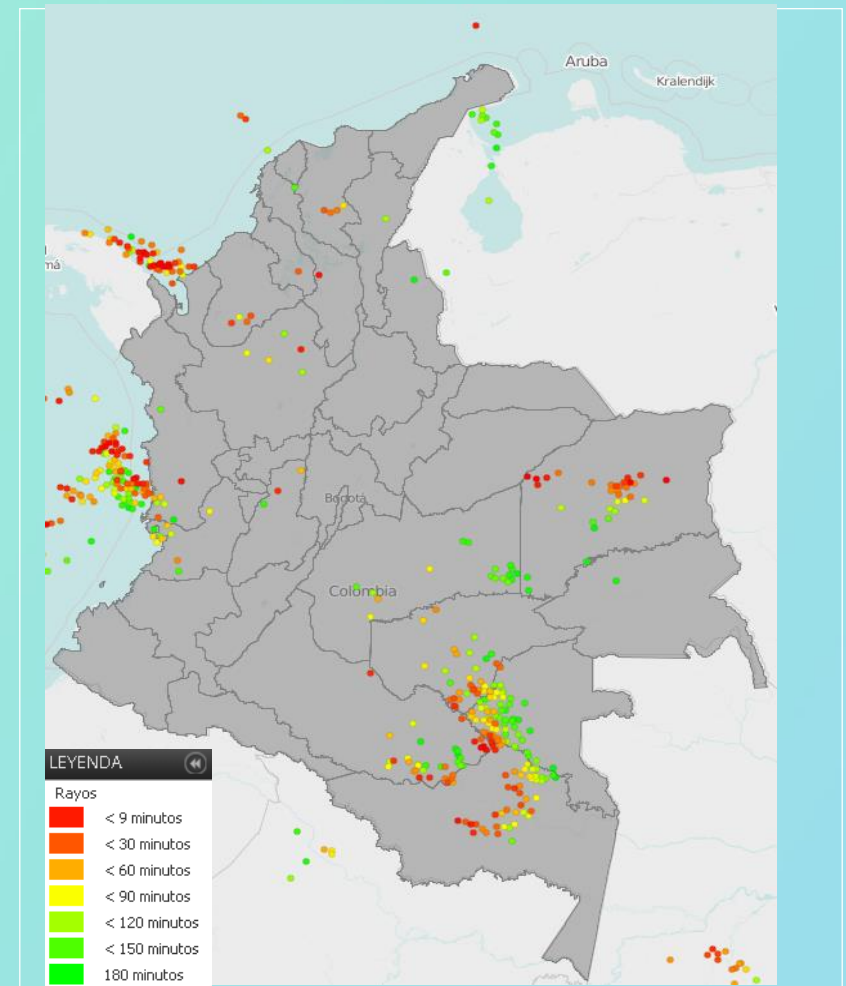 Aruba
Kralendijk
má
Bogotá
Colombia
LEYENDA
Rayos
< 9 minutos
< 30 minutos
< 60 minutos
< 90 minutos
< 120 minutos
< 150 minutos
180 minutos